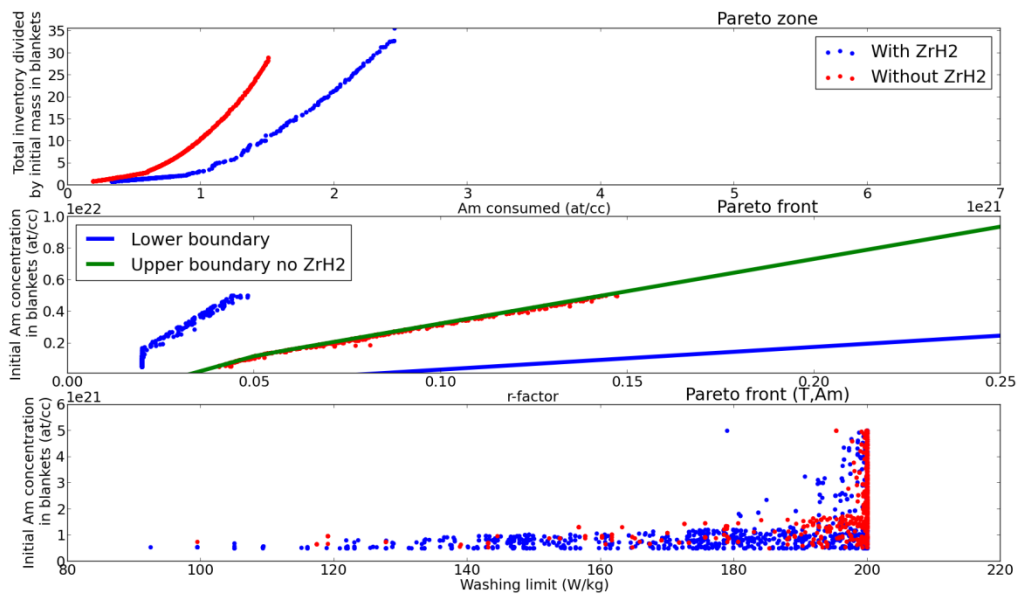 Pareto zone
Total inventory divided
by initial mass in blankets
35
30
25
20
15
10
5
0
With ZrH2
Without ZrH2
0 1 2 3 4 5 6 7
Am consumed (at/cc)
1e21
1e22
Pareto front
Initial Am concentration
in blankets (at/cc)
1.0
0.8
0.6
0.4
0.2
Lower boundary
Upper boundary no ZrH2
0.00 0.05 0.10 0.15 0.20 0.25
r-factor
1e21
Pareto front (T,Am)
Initial Am concentration
in blankets (at/cc)
6
5
4
3
2
1
0
80 100 120 140 160 180 200 220
Washing limit (W/kg)